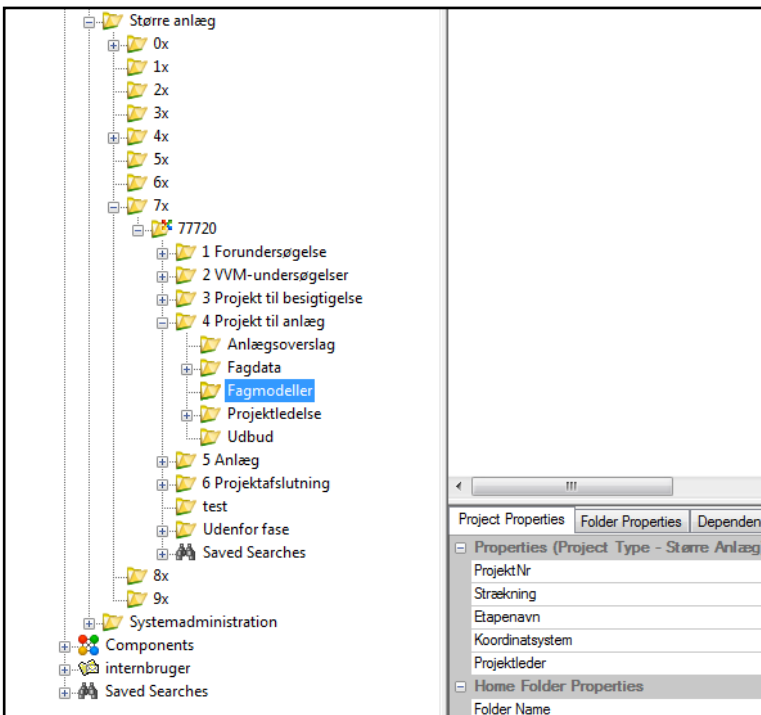 Større anlæg
0x
1x
2x
3x
4x
5x
6x
7x
77720
1 Forundersøgelse
2 VVM-undersøgelser
3 Projekt til besigtigelse
4 Projekt til anlæg
Anlægsoverslag
Fagdata
Fagmodeller
Projektledelse
Udbud
5 Anlæg
6 Projektafslutning
test
Udenfor fase
Saved Searches
8x
9x
Systemadministration
Components
internbruger
Saved Searches
Project Properties Folder Properties Dependen
Properties (Project Type - Større Anlæg
ProjektNr
Strækning
Etapenavn
Koordinatsystem
Projektleder
Home Folder Properties
Folder Name